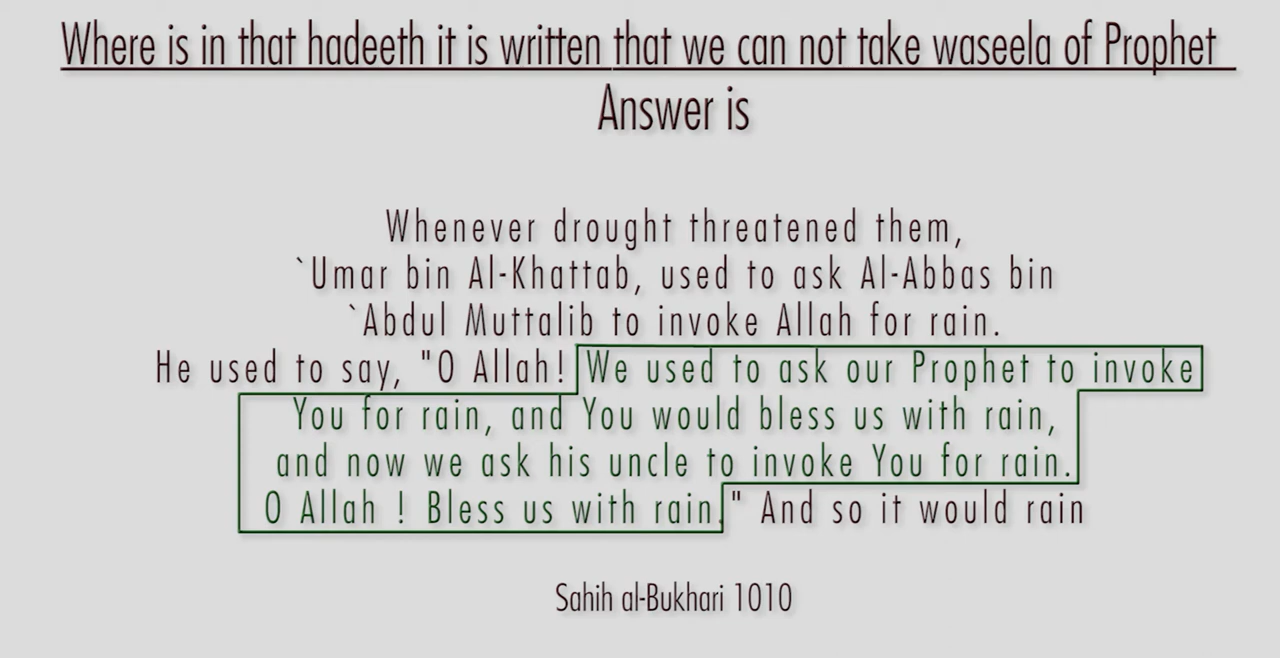 Where is in that hadeeth it is written that we can not take waseela of Prophet
Answer is
Whenever drought threatened them,
`Umar bin Al-Khattab, used to ask Al-Abbas bin
`Abdul Muttalib to invoke Allah for rain.
He used to say, "O Allah! We used to ask our Prophet to invoke
You for rain, and You would bless us with rain,
and now we ask his uncle to invoke You for rain.
O Allah ! Bless us with rain." And so it would rain
Sahih al-Bukhari 1010